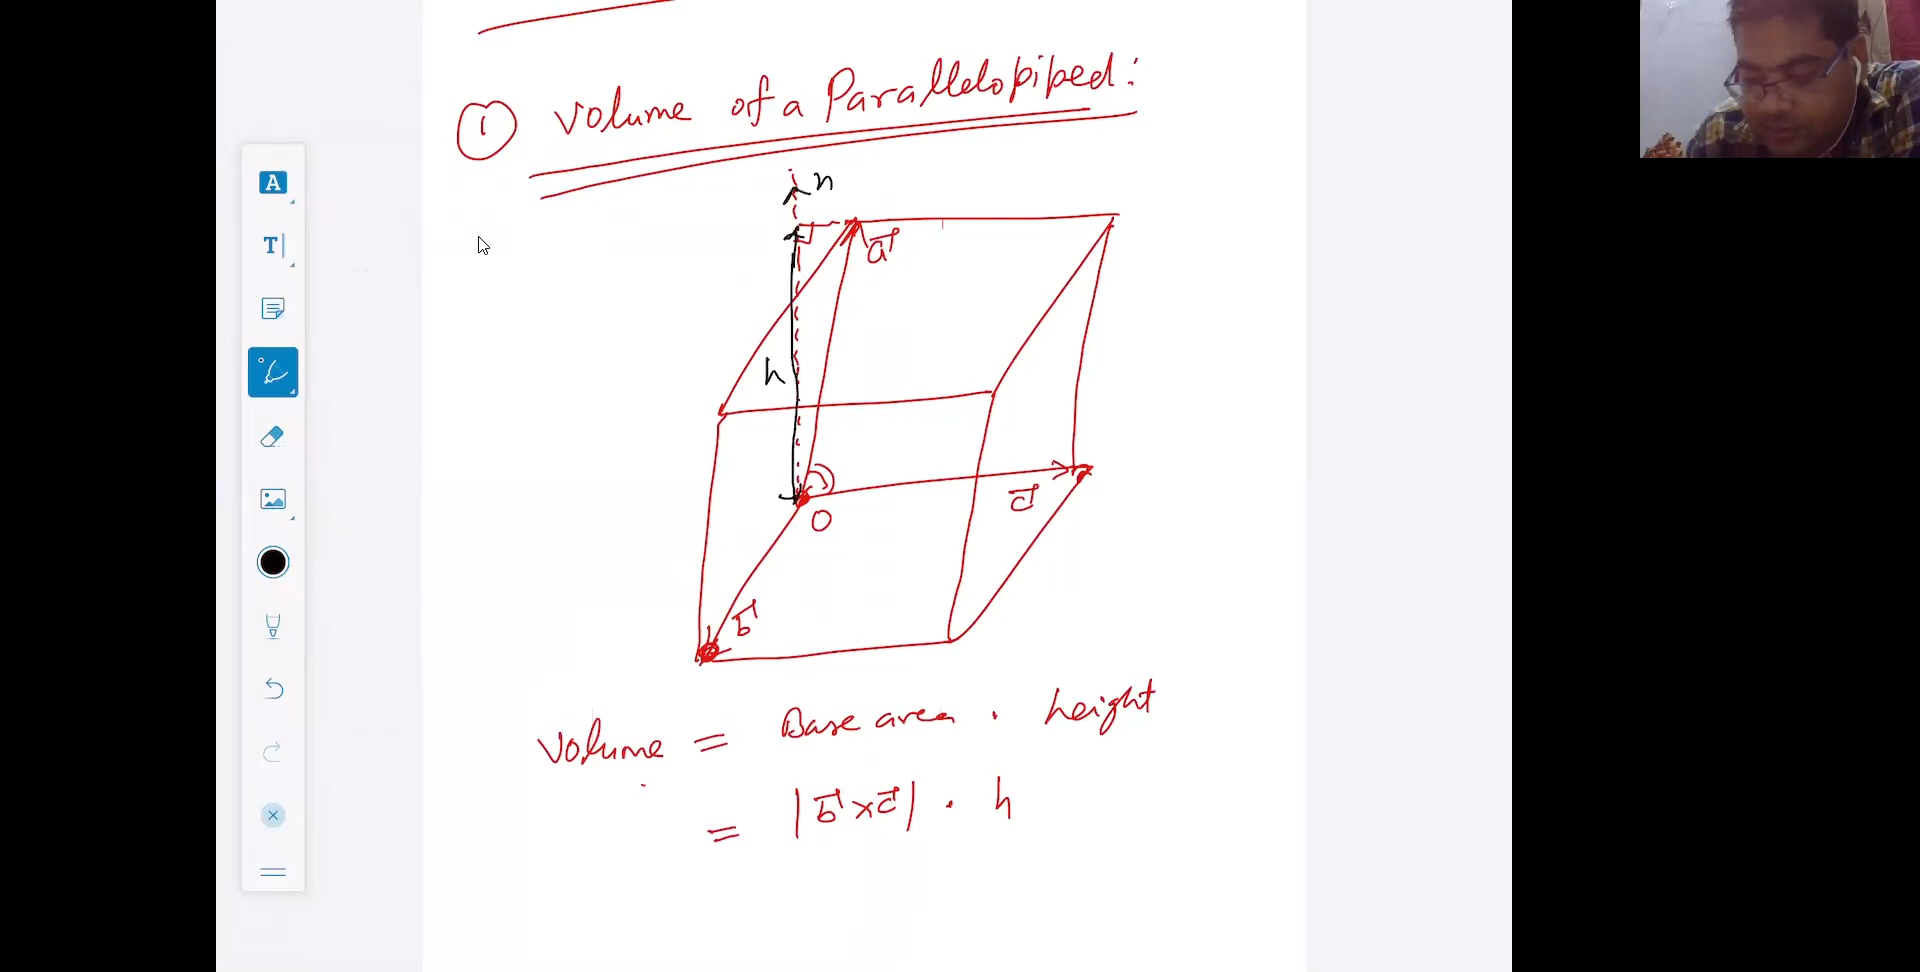 ① Volume of a Parallelopiped:
n
a⃗
h
O
c⃗
b⃗
Volume = Base area . height
= |b⃗ × c⃗| . h
A
T